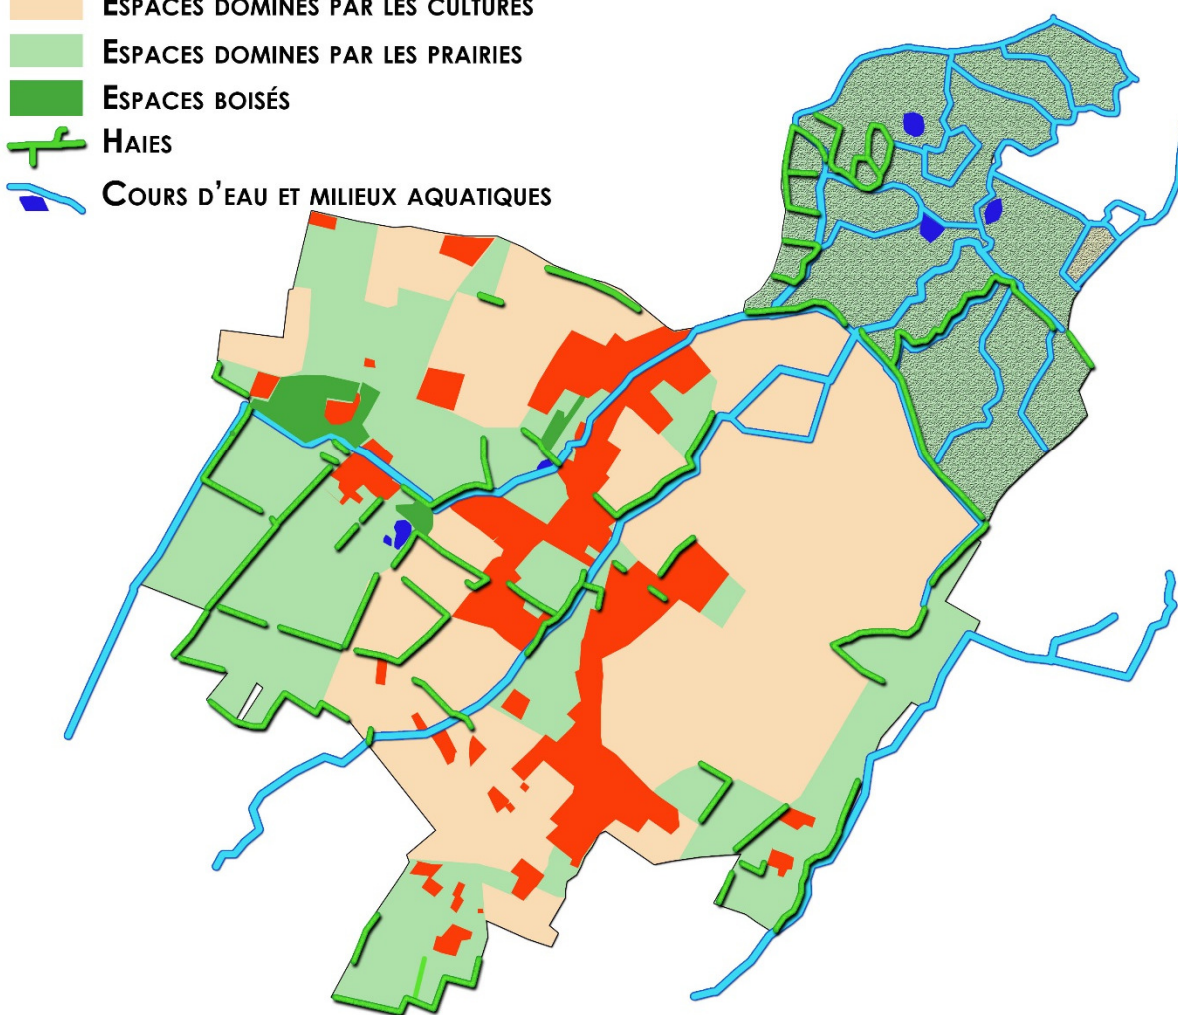 ESPACES DOMINES PAR LES CULTURES
ESPACES DOMINES PAR LES PRAIRIES
ESPACES BOISÉS
HAIES
COURS D'EAU ET MILIEUX AQUATIQUES